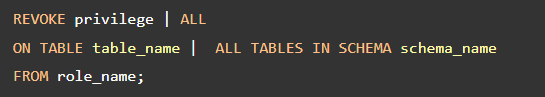 REVOKE privilege | ALL
ON TABLE table_name |  ALL TABLES IN SCHEMA schema_name
FROM role_name;